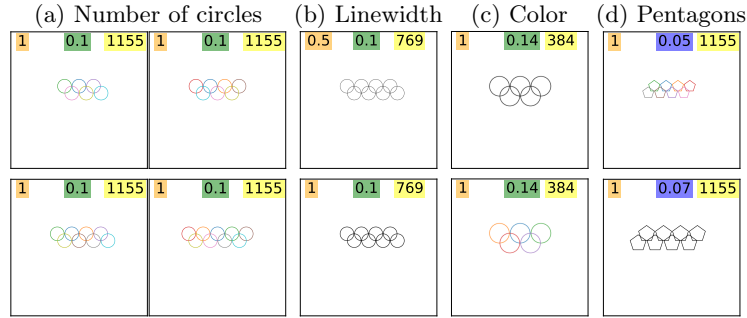 (a) Number of circles (b) Linewidth (c) Color (d) Pentagons
1 0.1 1155 1 0.1 1155 0.5 0.1 769 1 0.14 384 1 0.05 1155
1 0.1 1155 1 0.1 1155 1 0.1 769 1 0.14 384 1 0.07 1155